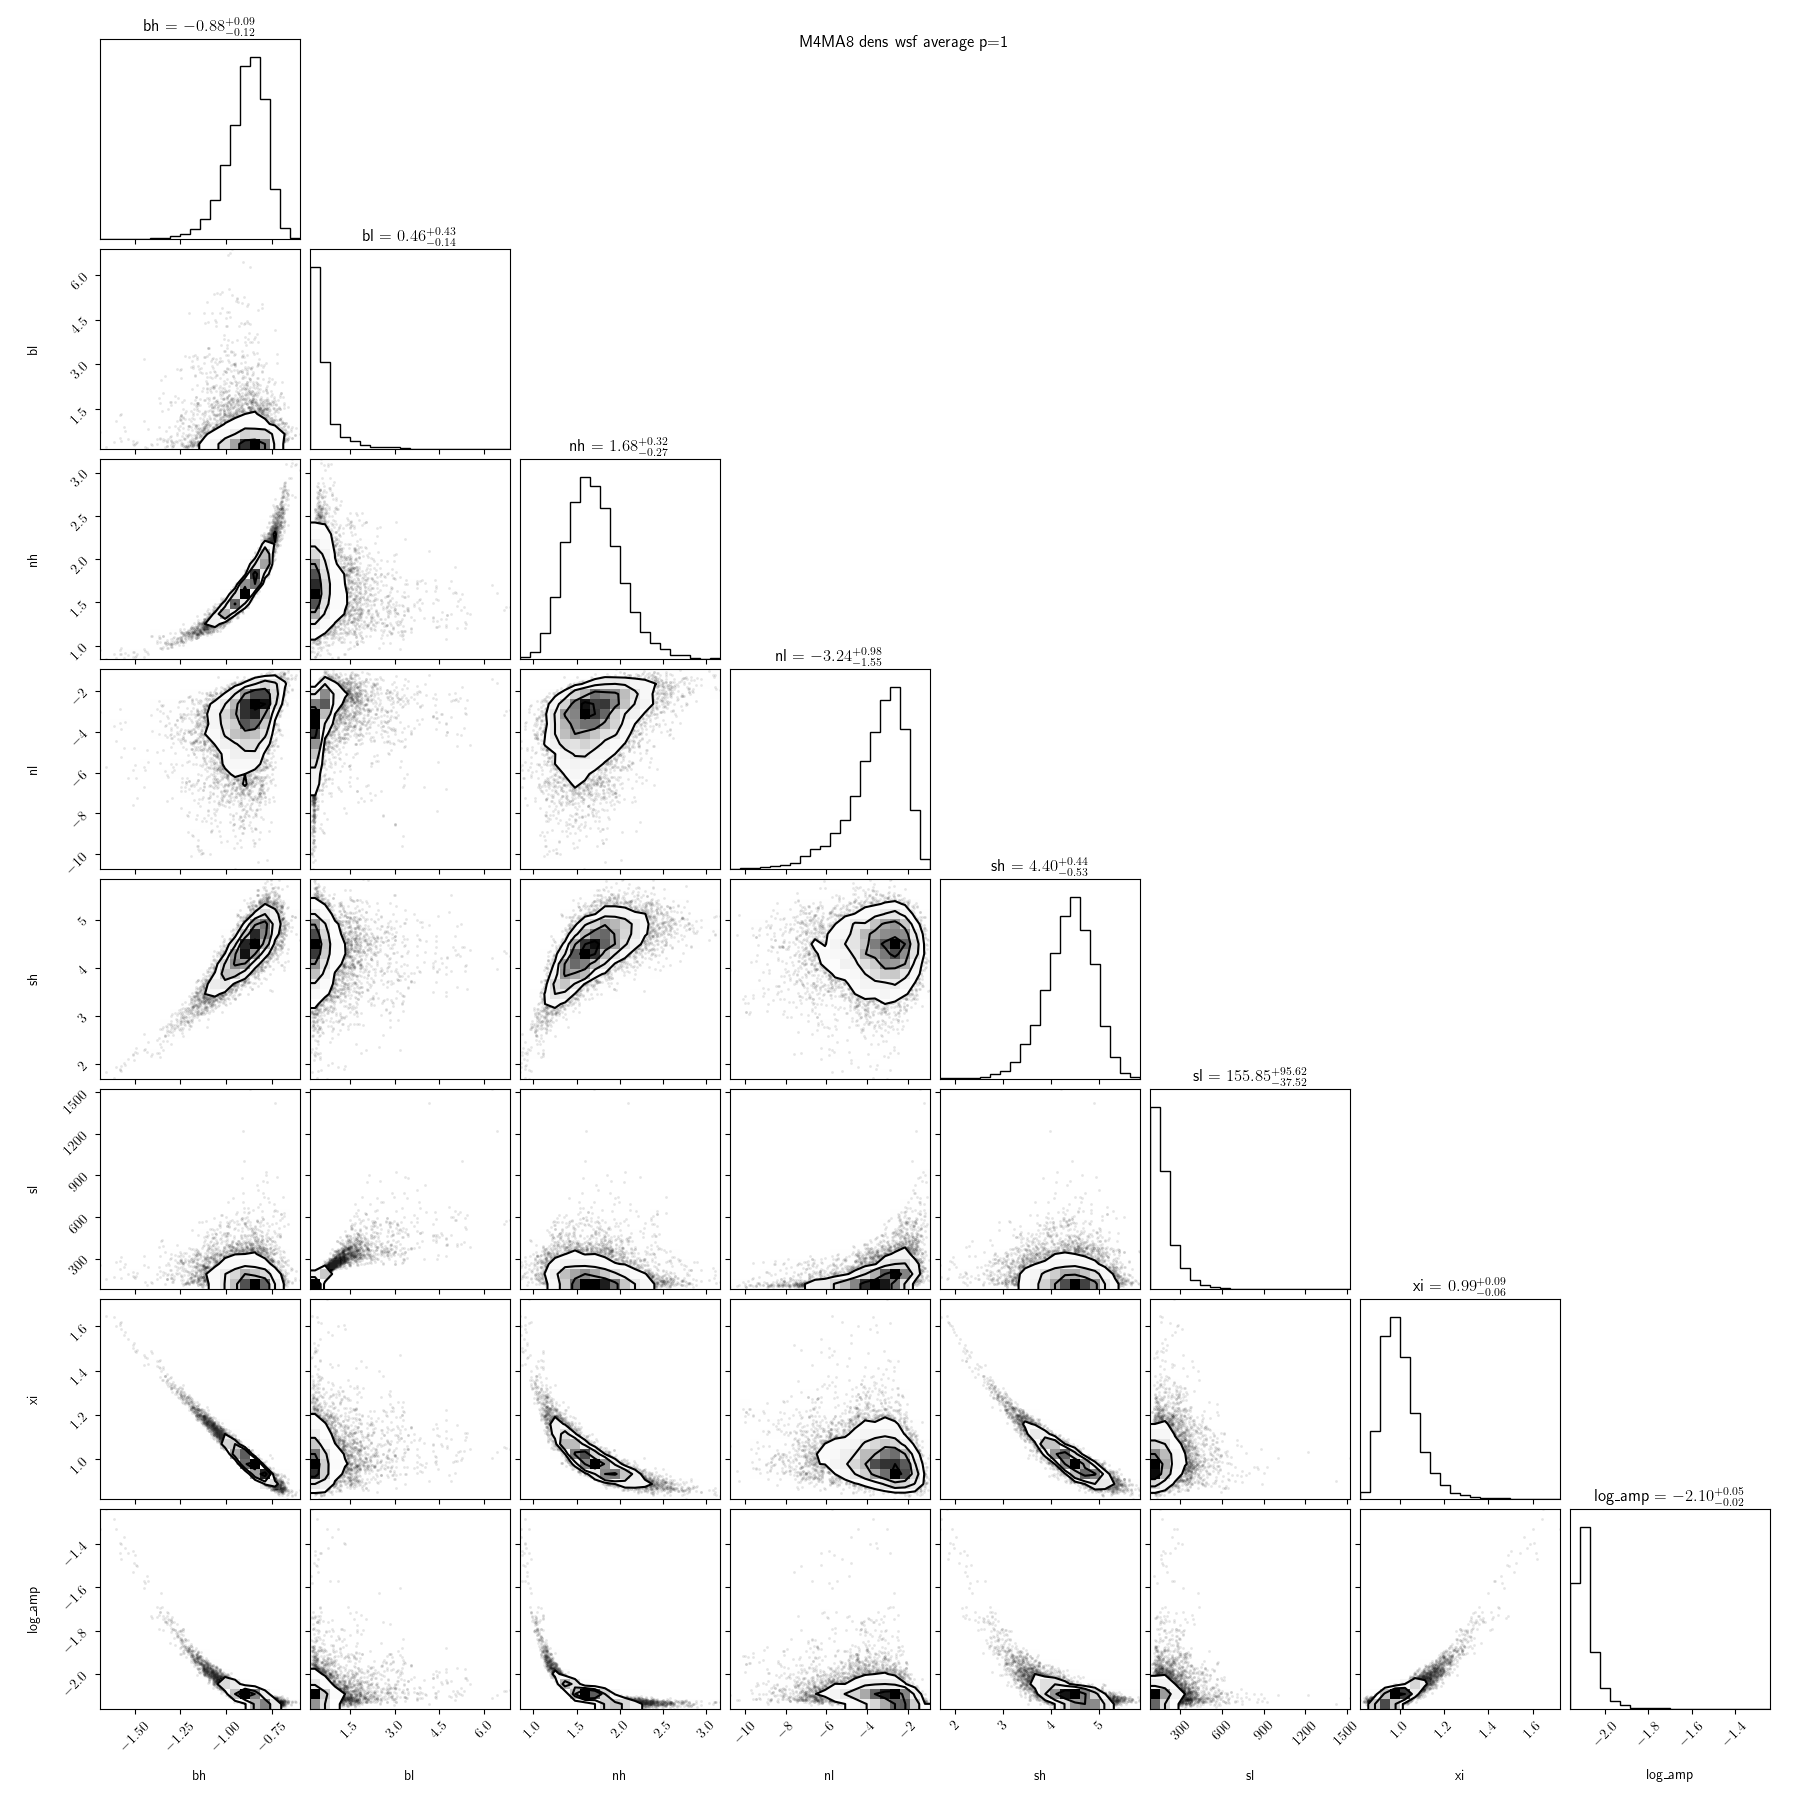 M4MA8 dens wsf average p=1
bh = −0.88 +0.09 −0.12
bl = 0.46 +0.43 −0.14
nh = 1.68 +0.32 −0.27
nl = −3.24 +0.98 −1.55
sh = 4.40 +0.44 −0.53
sl = 155.85 +95.62 −37.52
xi = 0.99 +0.09 −0.06
log_amp = −2.10 +0.05 −0.02
6.0
4.5
3.0
1.5
bl
3.0
2.5
2.0
1.5
1.0
nh
−2
−4
−6
−8
−10
nl
5
4
3
2
sh
1500
1200
900
600
300
sl
1.6
1.4
1.2
1.0
xi
−1.4
−1.6
−1.8
−2.0
log_amp
−1.50 −1.25 −1.00 −0.75
1.5 3.0 4.5 6.0
1.0 1.5 2.0 2.5 3.0
−10 −8 −6 −4 −2
2 3 4 5
300 600 900 1200 1500
1.0 1.2 1.4 1.6
−2.0 −1.8 −1.6 −1.4
bh bl nh nl sh sl xi log_amp